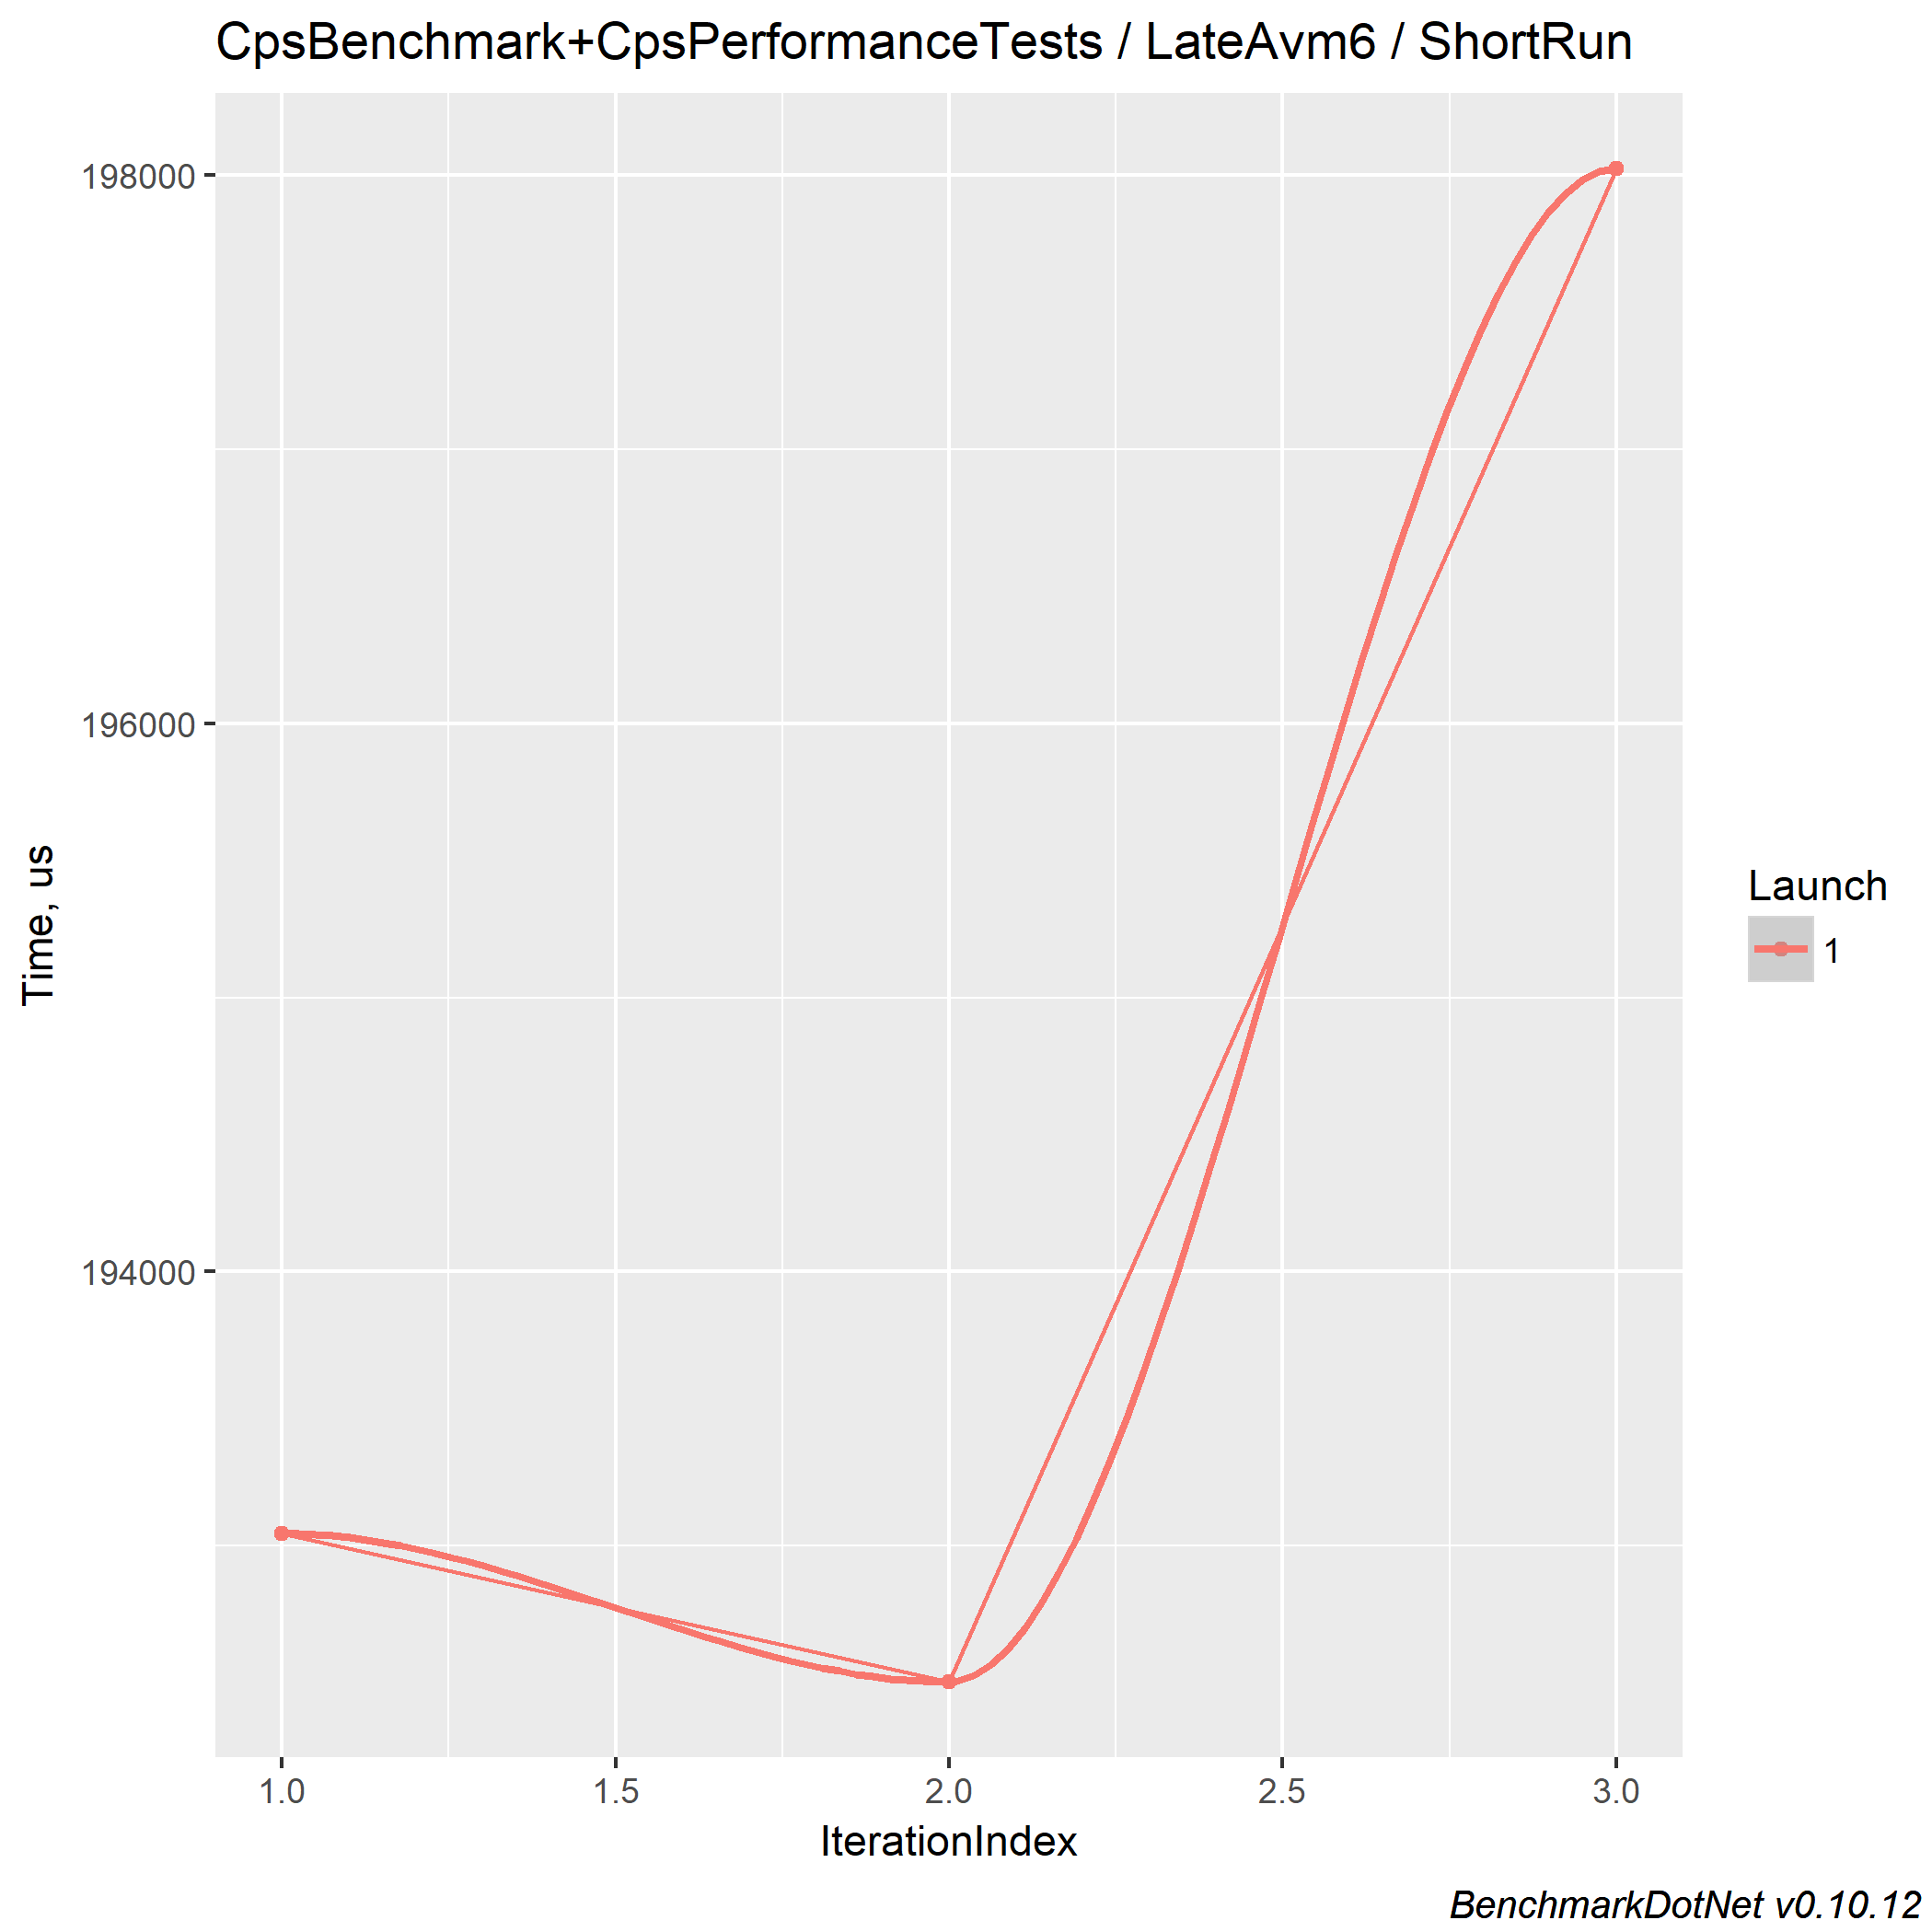 CpsBenchmark+CpsPerformanceTests / LateAvm6 / ShortRun
198000
196000
194000
Time, us
1.0 1.5 2.0 2.5 3.0
IterationIndex
Launch
1
BenchmarkDotNet v0.10.12